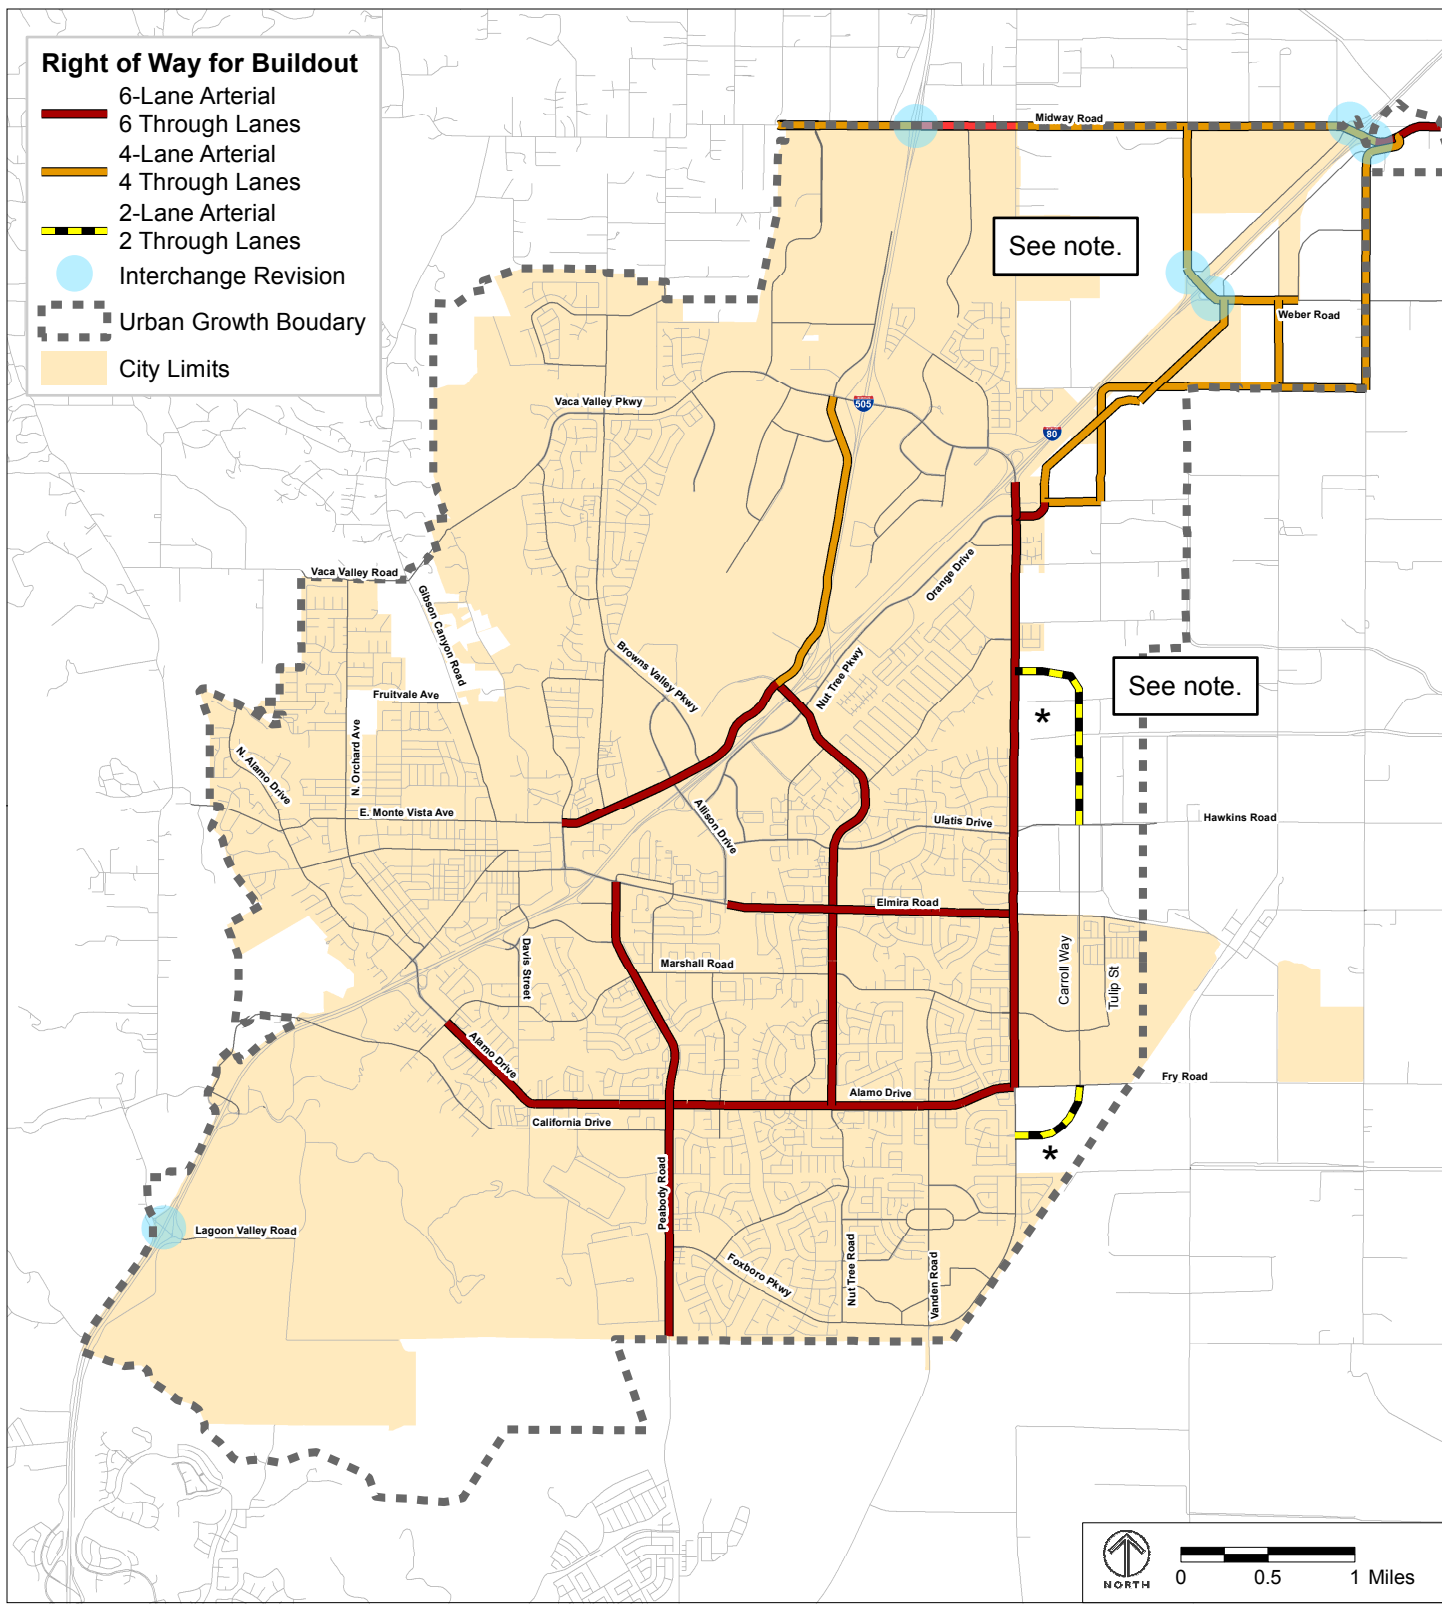 Right of Way for Buildout
6-Lane Arterial
6 Through Lanes
4-Lane Arterial
4 Through Lanes
2-Lane Arterial
2 Through Lanes
Interchange Revision
Urban Growth Boudary
City Limits
Midway Road
See note.
Weber Road
Vaca Valley Pkwy
505
80
Orange Drive
Vaca Valley Road
Gibson Canyon Road
Browns Valley Pkwy
Nut Tree Pkwy
See note.
Fruitvale Ave
*
N. Orchard Ave
N. Alamo Drive
E. Monte Vista Ave
Allison Drive
Ulatis Drive
Hawkins Road
Elmira Road
Davis Street
Marshall Road
Carroll Way
Tulip St
Alamo Drive
Alamo Drive
Fry Road
California Drive
*
Peabody Road
Lagoon Valley Road
Foxboro Pkwy
Nut Tree Road
Vanden Road
NORTH
0 0.5 1 Miles